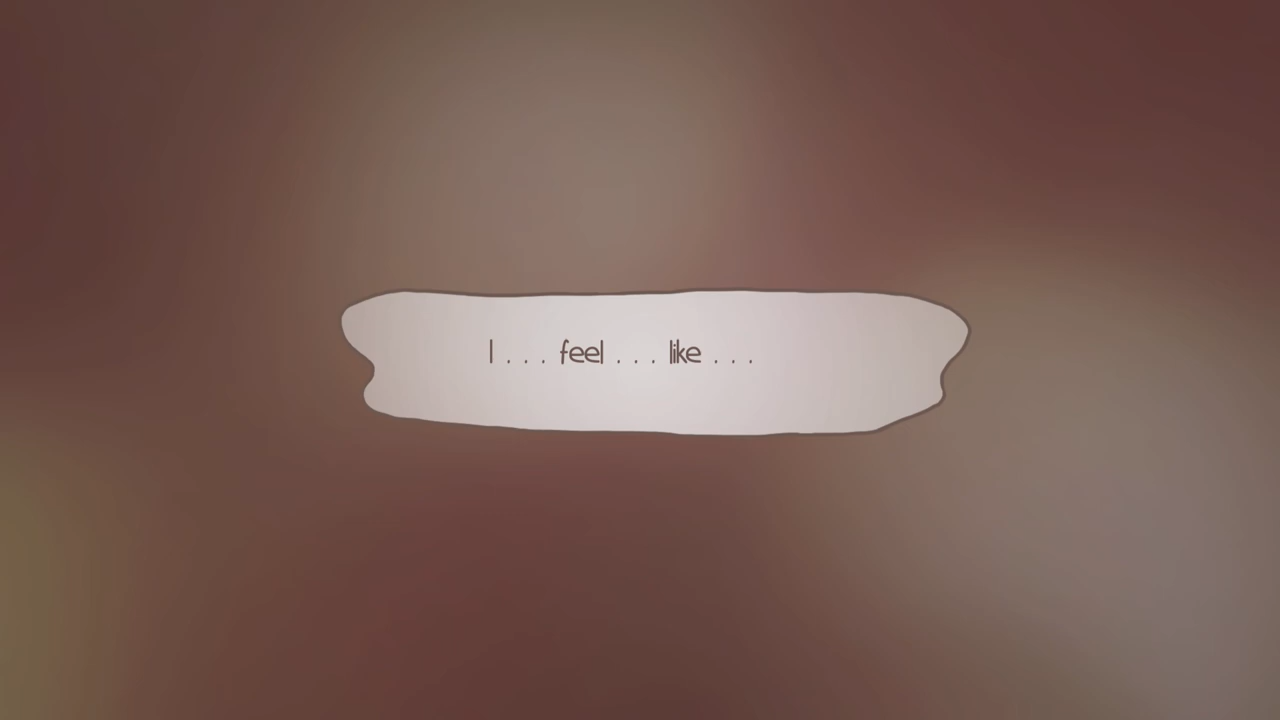 I . . . feel . . . like . . .